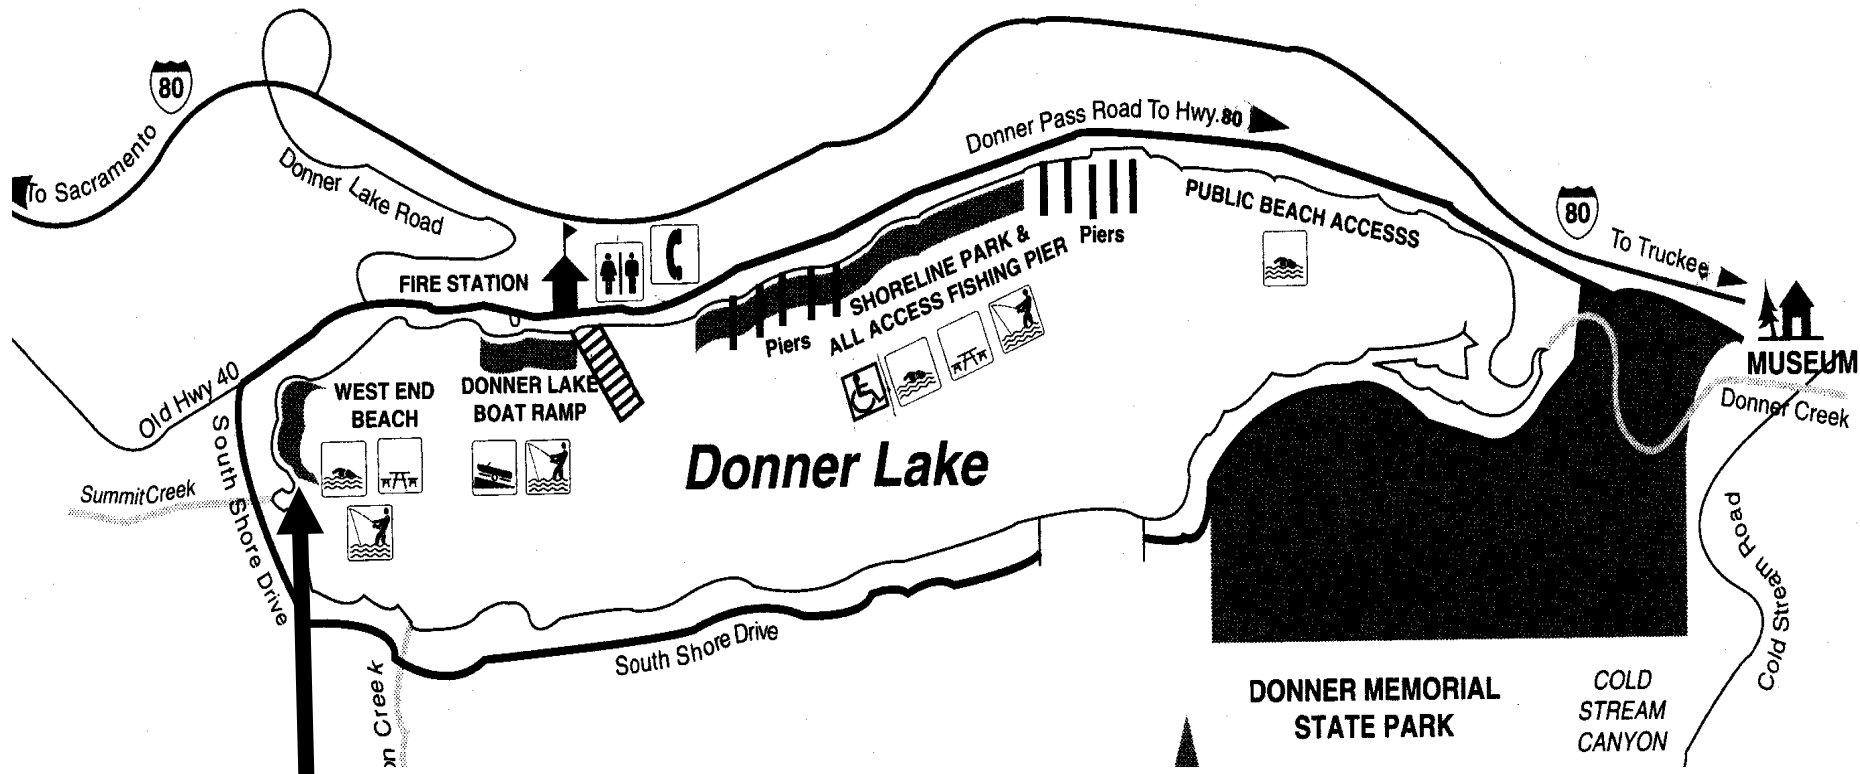 80
To Sacramento
Donner Lake Road
Donner Pass Road To Hwy.80
80
To Truckee
FIRE STATION
Piers
PUBLIC BEACH ACCESSS
SHORELINE PARK &
ALL ACCESS FISHING PIER
Piers
MUSEUM
Donner Creek
Old Hwy 40
WEST END
BEACH
DONNER LAKE
BOAT RAMP
Donner Lake
SummitCreek
South Shore Drive
South Shore Drive
Creek
Cold Stream Road
DONNER MEMORIAL
STATE PARK
COLD
STREAM
CANYON